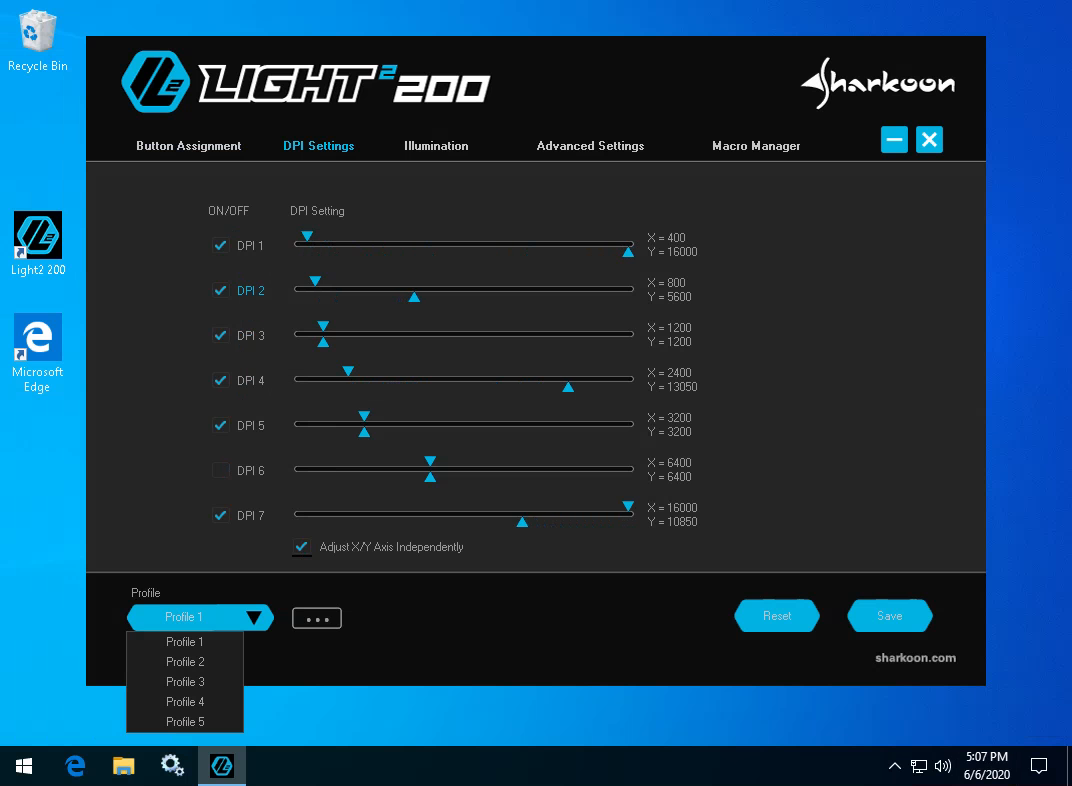 Recycle Bin
LIGHT² 200
sharkoon
Button Assignment
DPI Settings
Illumination
Advanced Settings
Macro Manager
ON/OFF
DPI Setting
DPI 1
X = 400
Y = 16000
DPI 2
X = 800
Y = 5600
DPI 3
X = 1200
Y = 1200
DPI 4
X = 2400
Y = 13050
DPI 5
X = 3200
Y = 3200
DPI 6
X = 6400
Y = 6400
DPI 7
X = 16000
Y = 10850
Adjust X/Y Axis Independently
Light2 200
Microsoft
Edge
Profile
Profile 1
...
Reset
Save
Profile 1
Profile 2
Profile 3
Profile 4
Profile 5
sharkoon.com
5:07 PM
6/6/2020